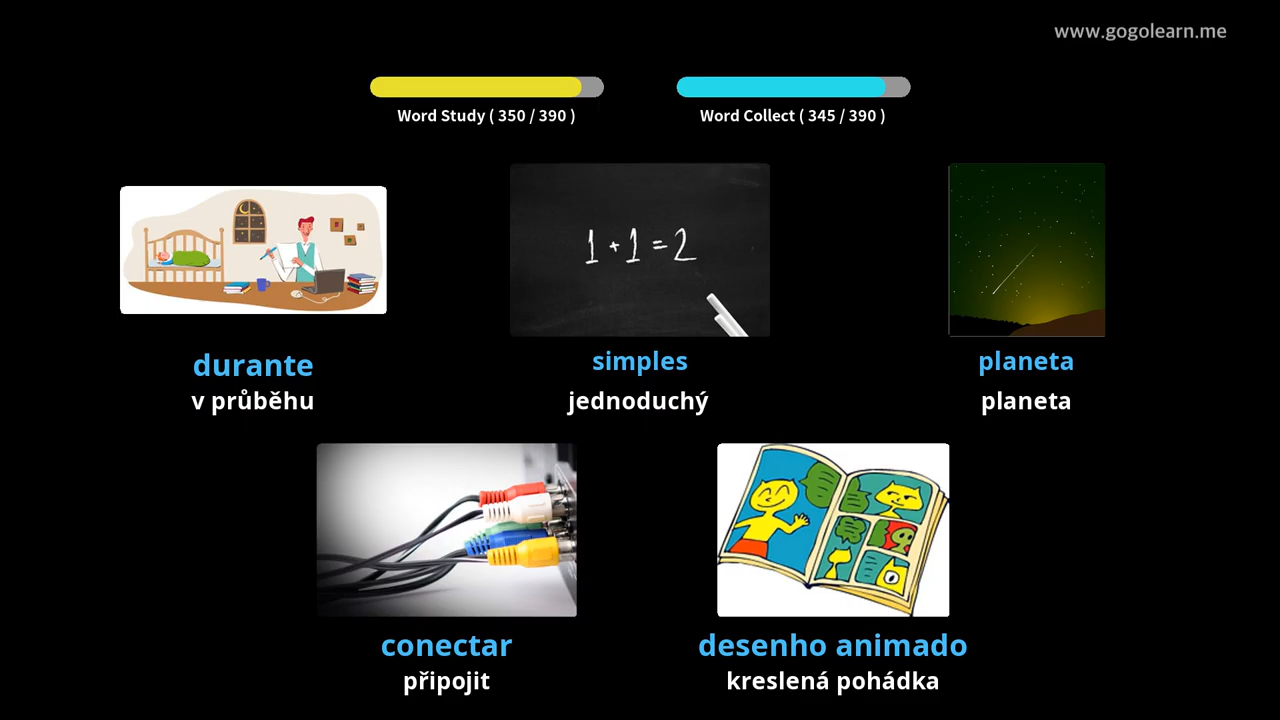 www.gogolearn.me
Word Study ( 350 / 390 )
Word Collect ( 345 / 390 )
1 + 1 = 2
durante
v průběhu
simples
jednoduchý
planeta
planeta
conectar
připojit
desenho animado
kreslená pohádka